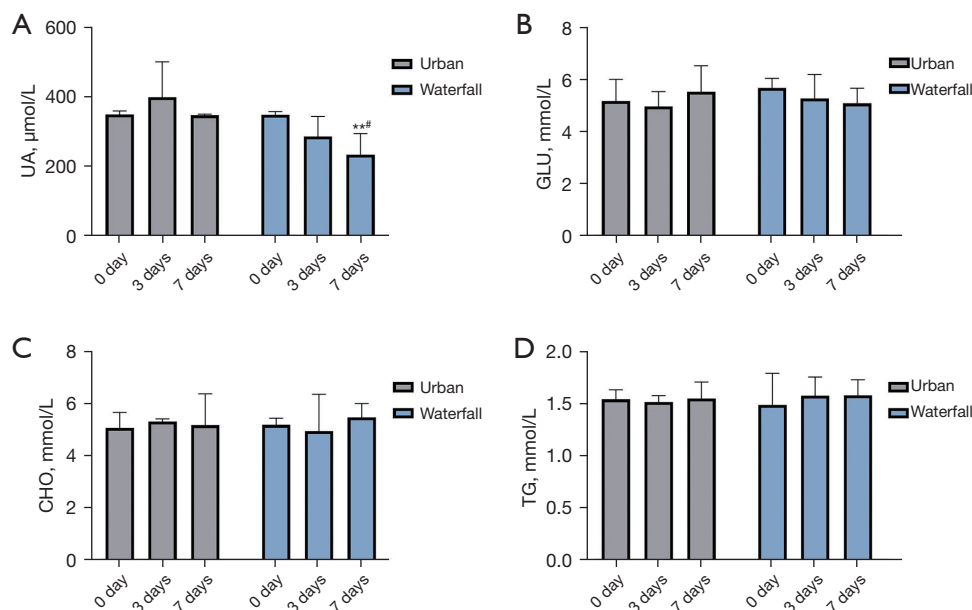 A
600
400
200
0
UA, µmol/L
Urban
Waterfall
**#
0 day
3 days
7 days
0 day
3 days
7 days
B
8
6
4
2
0
GLU, mmol/L
Urban
Waterfall
0 day
3 days
7 days
0 day
3 days
7 days
C
8
6
4
2
0
CHO, mmol/L
Urban
Waterfall
0 day
3 days
7 days
0 day
3 days
7 days
D
2.0
1.5
1.0
0.5
0.0
TG, mmol/L
Urban
Waterfall
0 day
3 days
7 days
0 day
3 days
7 days